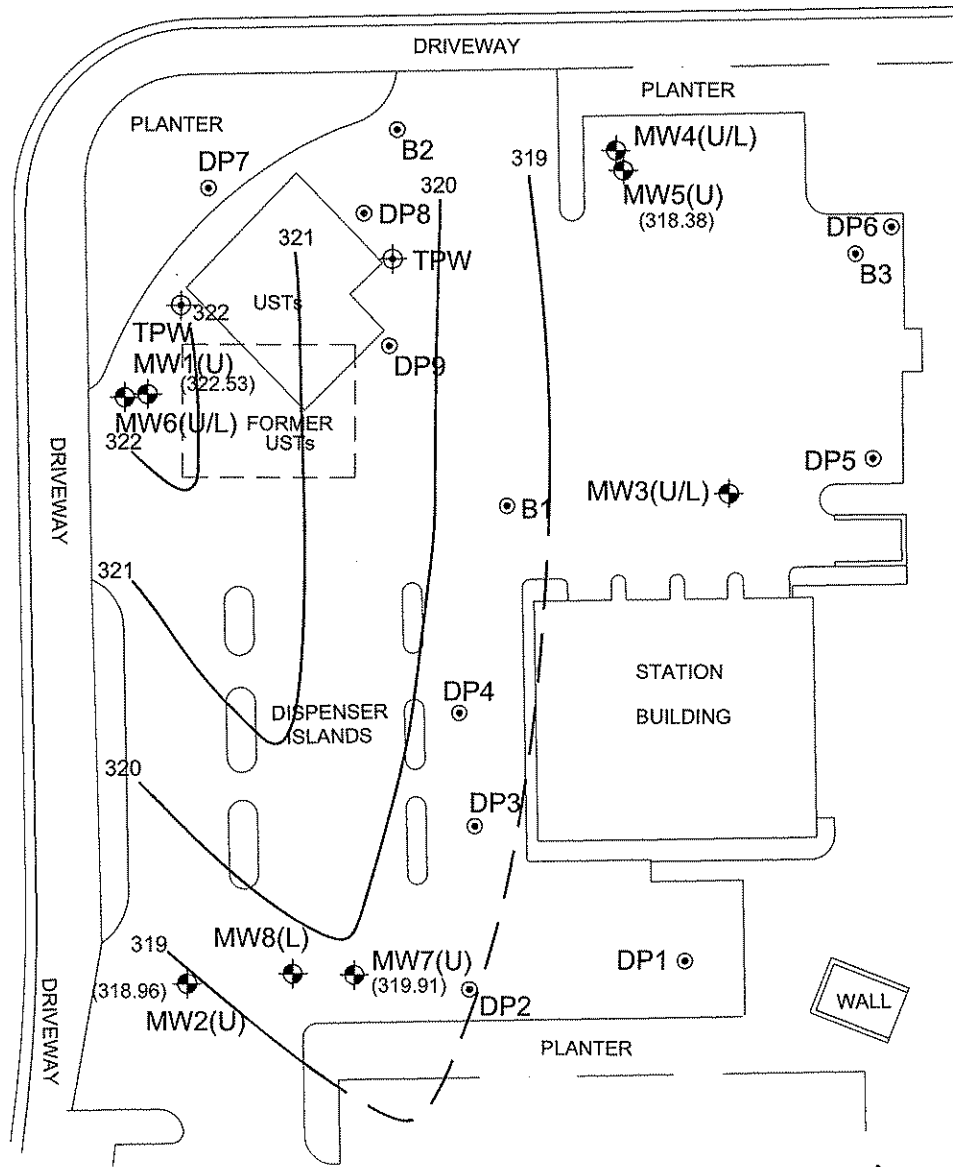 DRIVEWAY
PLANTER
PLANTER
B2
MW4(U/L)
DP7
319
320
MW5(U)
(318.38)
DP8
DP6
321
TPW
B3
USTs
322
TPW
DP9
MW1(U)
(322.53)
MW6(U/L)
FORMER
USTs
322
DRIVEWAY
DP5
MW3(U/L)
B1
321
STATION
BUILDING
DP4
DISPENSER
ISLANDS
320
DP3
319
MW8(L)
MW7(U)
(319.91)
DP1
(318.96)
DP2
MW2(U)
DRIVEWAY
WALL
PLANTER